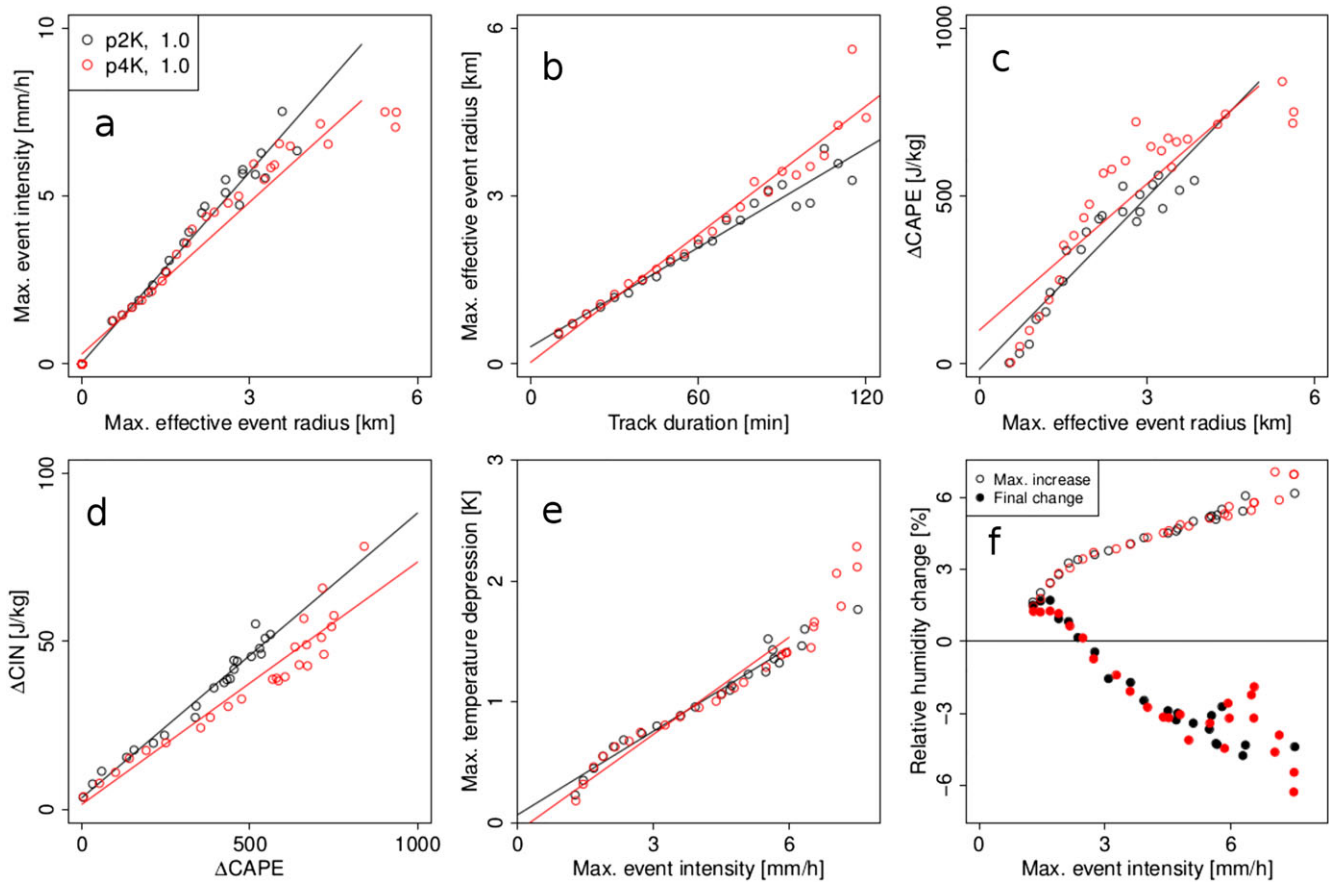 p2K, 1.0
p4K, 1.0
a
Max. event intensity [mm/h]
0
5
10
0
3
6
Max. effective event radius [km]
b
Max. effective event radius [km]
0
3
6
0
60
120
Track duration [min]
c
ΔCAPE [J/kg]
0
500
1000
0
3
6
Max. effective event radius [km]
d
ΔCIN [J/kg]
0
50
100
0
500
1000
ΔCAPE
e
Max. temperature depression [K]
0
1
2
3
0
3
6
Max. event intensity [mm/h]
Max. increase
Final change
f
Relative humidity change [%]
−6
−3
0
3
6
0
3
6
Max. event intensity [mm/h]